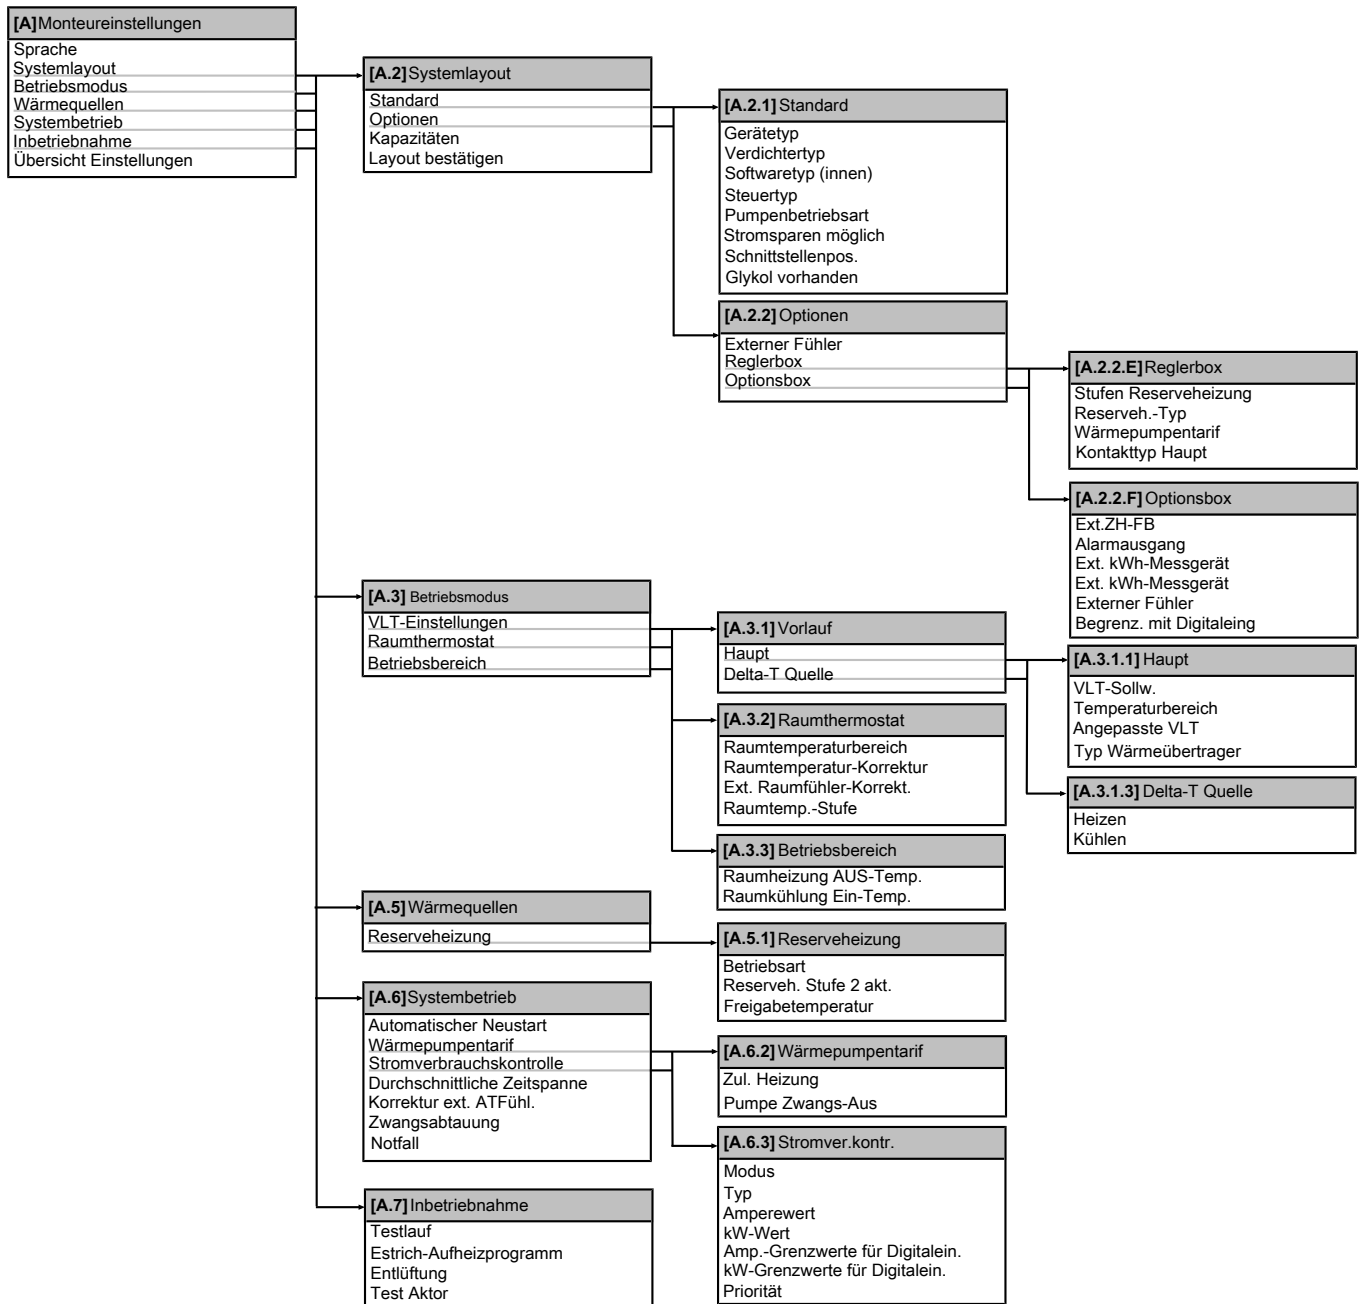 [A]Monteureinstellungen
Sprache
Systemlayout
Betriebsmodus
Wärmequellen
Systembetrieb
Inbetriebnahme
Übersicht Einstellungen
[A.2]Systemlayout
Standard
Optionen
Kapazitäten
Layout bestätigen
[A.2.1]Standard
Gerätetyp
Verdichtertyp
Softwaretyp (innen)
Steuertyp
Pumpenbetriebsart
Stromsparen möglich
Schnittstellenpos.
Glykol vorhanden
[A.2.2]Optionen
Externer Fühler
Reglerbox
Optionsbox
[A.2.2.E]Reglerbox
Stufen Reserveheizung
Reserveh.-Typ
Wärmepumpentarif
Kontakttyp Haupt
[A.2.2.F]Optionsbox
Ext.ZH-FB
Alarmausgang
Ext. kWh-Messgerät
Ext. kWh-Messgerät
Externer Fühler
Begrenz. mit Digitaleing
[A.3] Betriebsmodus
VLT-Einstellungen
Raumthermostat
Betriebsbereich
[A.3.1]Vorlauf
Haupt
Delta-T Quelle
[A.3.1.1]Haupt
VLT-Sollw.
Temperaturbereich
Angepasste VLT
Typ Wärmeübertrager
[A.3.1.3]Delta-T Quelle
Heizen
Kühlen
[A.3.2]Raumthermostat
Raumtemperaturbereich
Raumtemperatur-Korrektur
Ext. Raumfühler-Korrekt.
Raumtemp.-Stufe
[A.3.3]Betriebsbereich
Raumheizung AUS-Temp.
Raumkühlung Ein-Temp.
[A.5]Wärmequellen
Reserveheizung
[A.5.1]Reserveheizung
Betriebsart
Reserveh. Stufe 2 akt.
Freigabetemperatur
[A.6]Systembetrieb
Automatischer Neustart
Wärmepumpentarif
Stromverbrauchskontrolle
Durchschnittliche Zeitspanne
Korrektur ext. ATFühl.
Zwangsabtauung
Notfall
[A.6.2]Wärmepumpentarif
Zul. Heizung
Pumpe Zwangs-Aus
[A.6.3]Stromver.kontr.
Modus
Typ
Amperewert
kW-Wert
Amp.-Grenzwerte für Digitalein.
kW-Grenzwerte für Digitalein.
Priorität
[A.7]Inbetriebnahme
Testlauf
Estrich-Aufheizprogramm
Entlüftung
Test Aktor